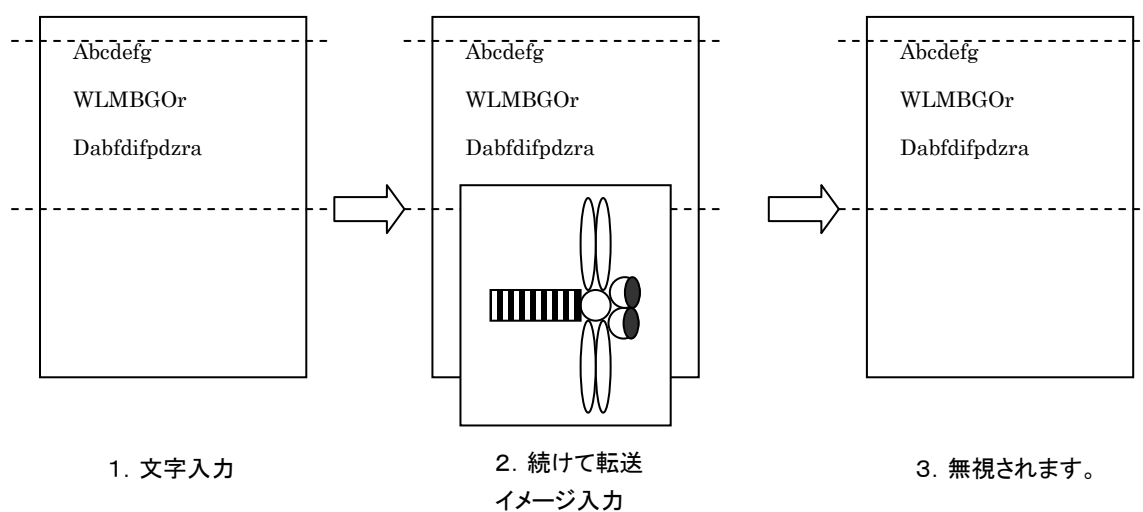 Abcdefg
WLMBGOr
Dabfdifpdzra
Abcdefg
WLMBGOr
Dabfdifpdzra
Abcdefg
WLMBGOr
Dabfdifpdzra
1．文字入力
2．続けて転送
イメージ入力
3．無視されます。